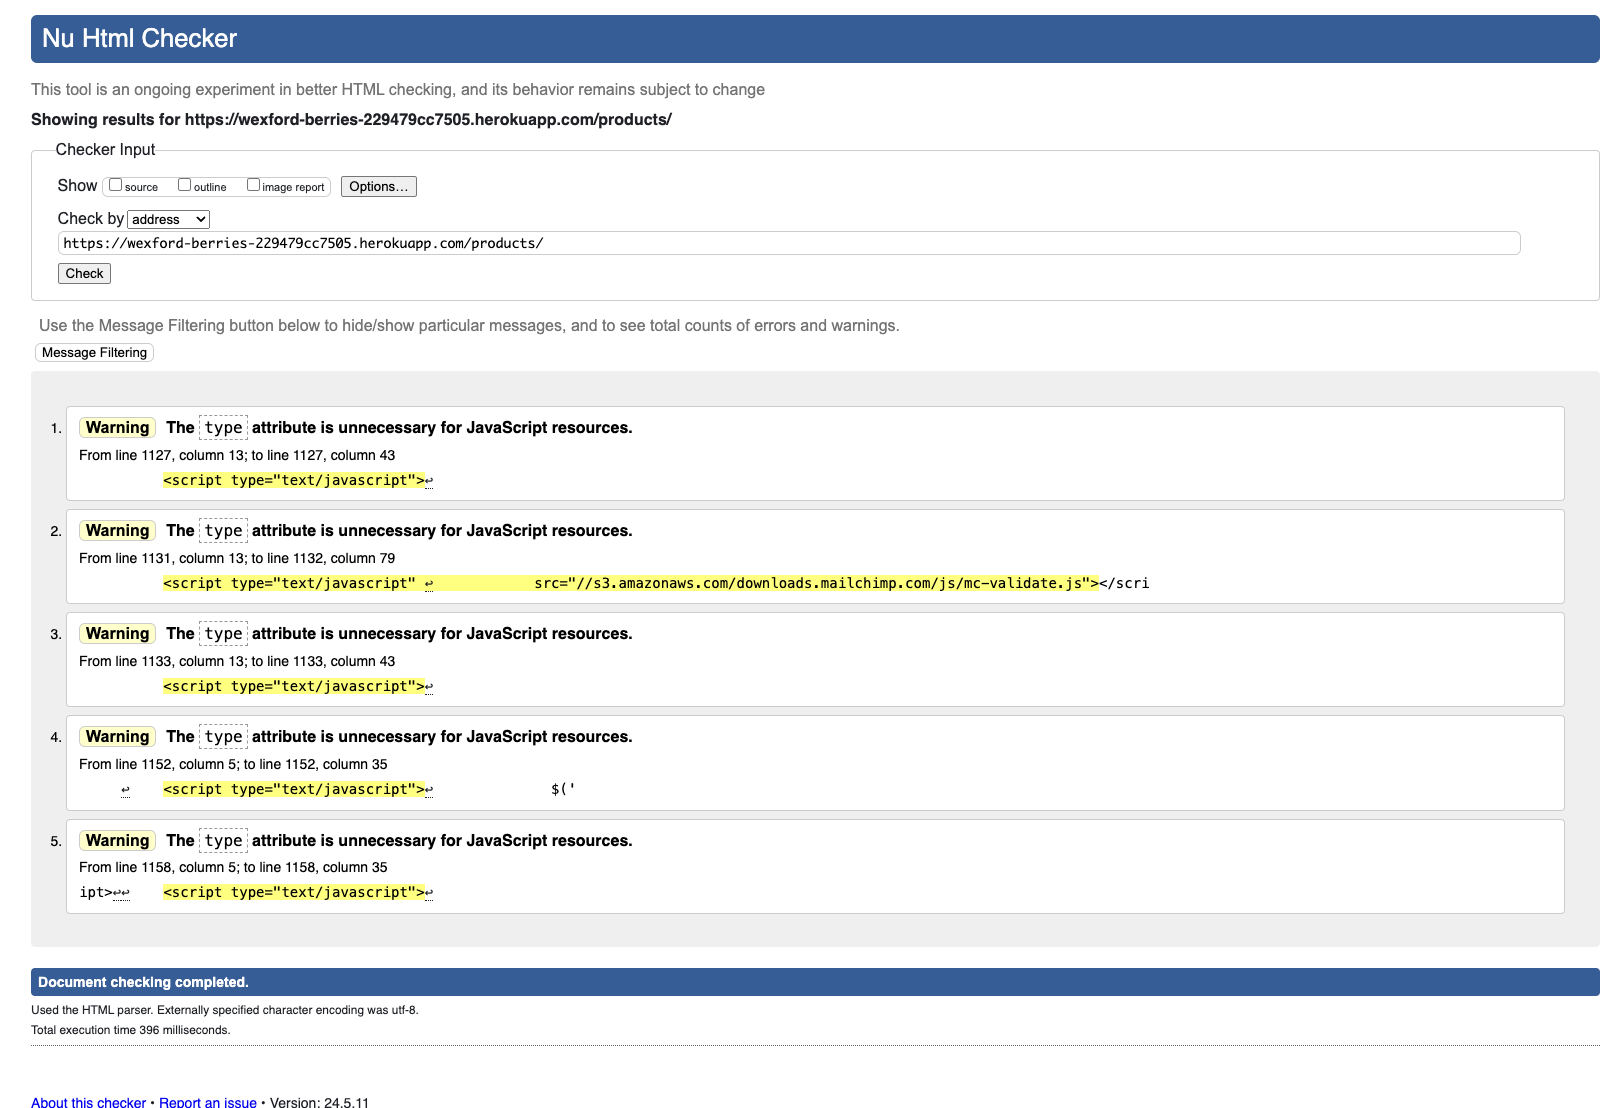 Nu Html Checker
This tool is an ongoing experiment in better HTML checking, and its behavior remains subject to change
Showing results for https://wexford-berries-229479cc7505.herokuapp.com/products/
Checker Input
Show source outline image report Options...
Check by address
https://wexford-berries-229479cc7505.herokuapp.com/products/
Check
Use the Message Filtering button below to hide/show particular messages, and to see total counts of errors and warnings.
Message Filtering
1. Warning The type attribute is unnecessary for JavaScript resources.
From line 1127, column 13; to line 1127, column 43
<script type="text/javascript">↩
2. Warning The type attribute is unnecessary for JavaScript resources.
From line 1131, column 13; to line 1132, column 79
<script type="text/javascript" ↩ src="//s3.amazonaws.com/downloads.mailchimp.com/js/mc-validate.js"></scri
3. Warning The type attribute is unnecessary for JavaScript resources.
From line 1133, column 13; to line 1133, column 43
<script type="text/javascript">↩
4. Warning The type attribute is unnecessary for JavaScript resources.
From line 1152, column 5; to line 1152, column 35
↩ <script type="text/javascript">↩ $('
5. Warning The type attribute is unnecessary for JavaScript resources.
From line 1158, column 5; to line 1158, column 35
ipt>↩↩ <script type="text/javascript">↩
Document checking completed.
Used the HTML parser. Externally specified character encoding was utf-8.
Total execution time 396 milliseconds.
About this checker • Report an issue • Version: 24.5.11